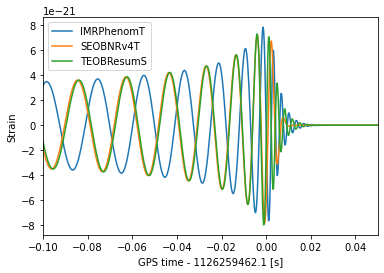 1e−21
IMRPhenomT
SEOBNRv4T
TEOBResumS
8
6
4
2
0
−2
−4
−6
−8
Strain
−0.10 −0.08 −0.06 −0.04 −0.02 0.00 0.02 0.04
GPS time - 1126259462.1 [s]